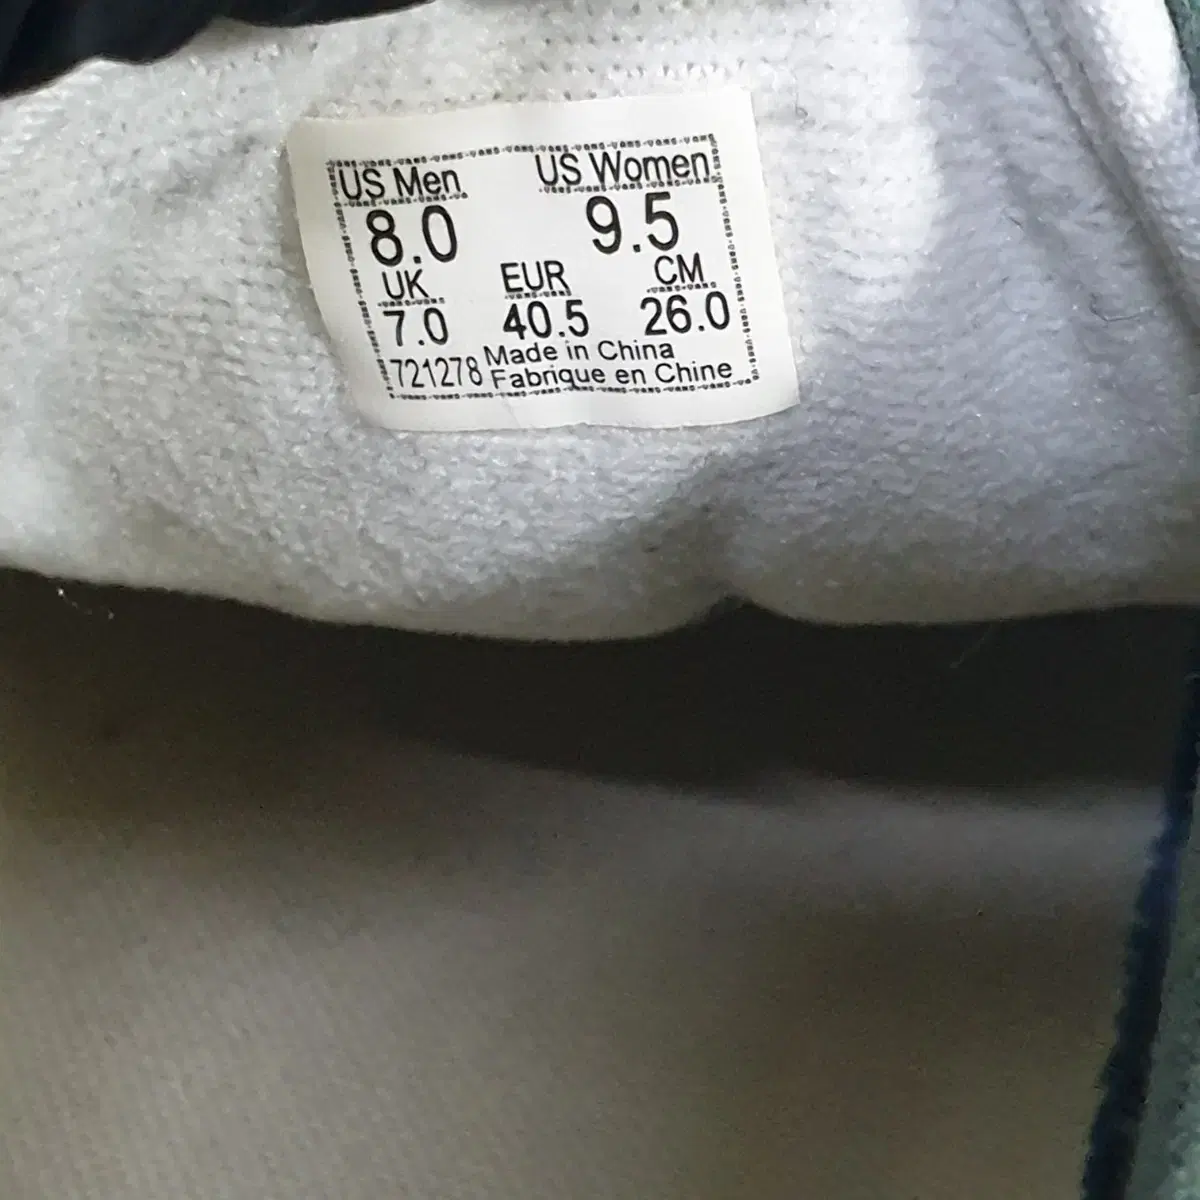 US Men US Women
8.0 9.5
UK EUR CM
7.0 40.5 26.0
721278 Made in China
Fabrique en Chine